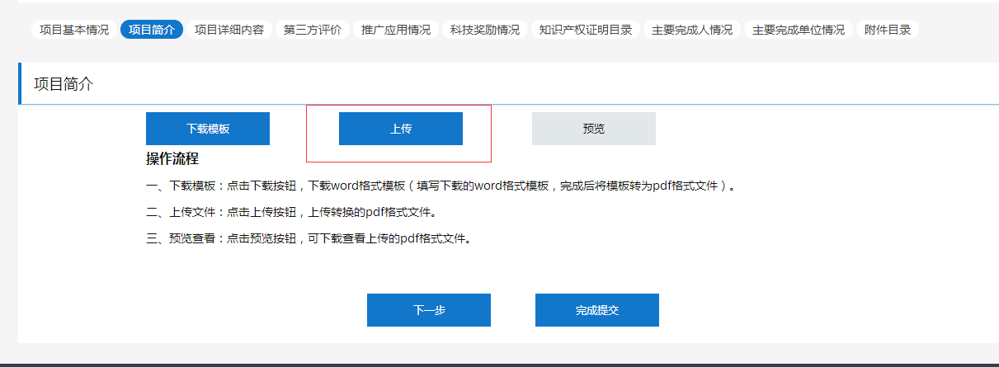 项目基本情况 项目简介 项目详细内容 第三方评价 推广应用情况 科技奖励情况 知识产权证明目录 主要完成人情况 主要完成单位情况 附件目录
项目简介
下载模板 上传 预览
操作流程
一、下载模板：点击下载按钮，下载word格式模板（填写下载的word格式模板，完成后将模板转为pdf格式文件）。
二、上传文件：点击上传按钮，上传转换的pdf格式文件。
三、预览查看：点击预览按钮，可下载查看上传的pdf格式文件。
下一步 完成提交